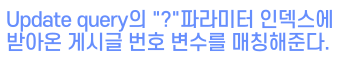 Update query의 "?"파라미터 인덱스에
받아온 게시글 번호 변수를 매칭해준다.